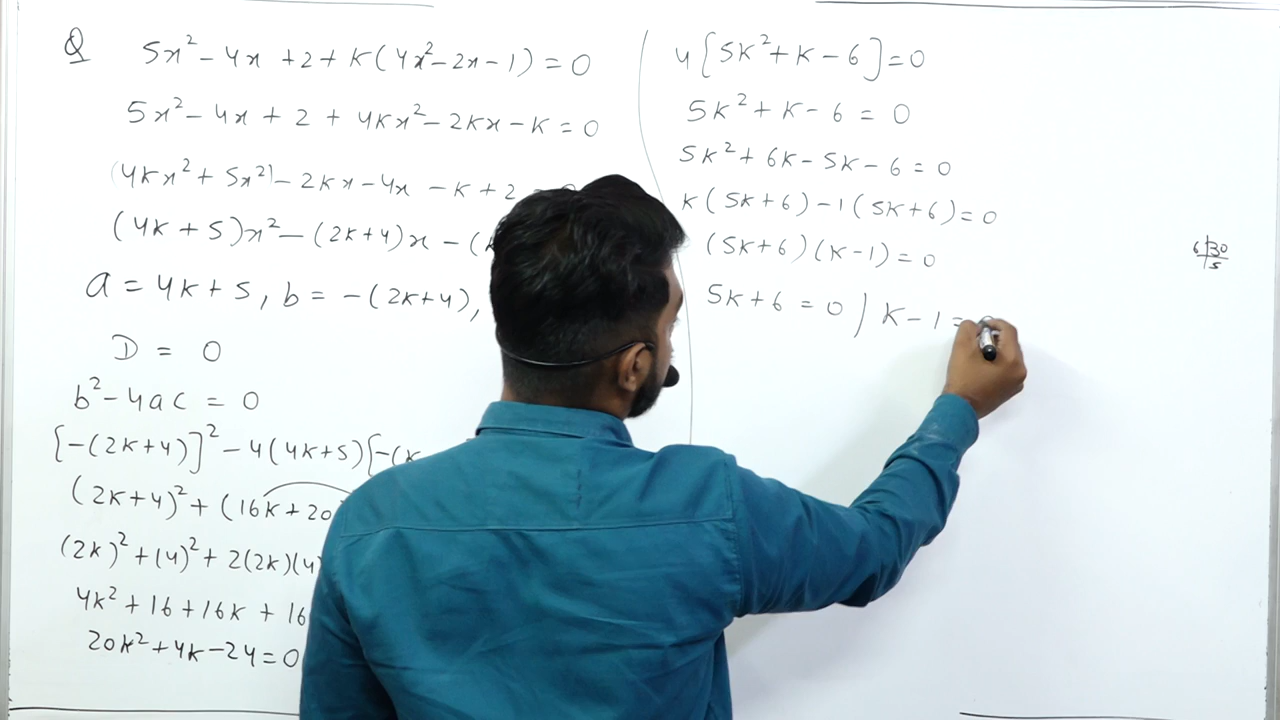 Q 5x² - 4x + 2 + k(4x² - 2x - 1) = 0
5x² - 4x + 2 + 4kx² - 2kx - k = 0
(4kx² + 5x²) - 2kx - 4x - k + 2
(4k + 5)x² - (2k + 4)x - (
a = 4k + 5, b = -(2k + 4),
D = 0
b² - 4ac = 0
[-(2k + 4)]² - 4(4k + 5)[-(k
(2k + 4)² + (16k + 20
(2k)² + (4)² + 2(2k)(4)
4k² + 16 + 16k + 16
20k² + 4k - 24 = 0
4[5k² + k - 6] = 0
5k² + k - 6 = 0
5k² + 6k - 5k - 6 = 0
k(5k + 6) - 1(5k + 6) = 0
(5k + 6)(k - 1) = 0
5k + 6 = 0 ) k - 1 =
6|30
5